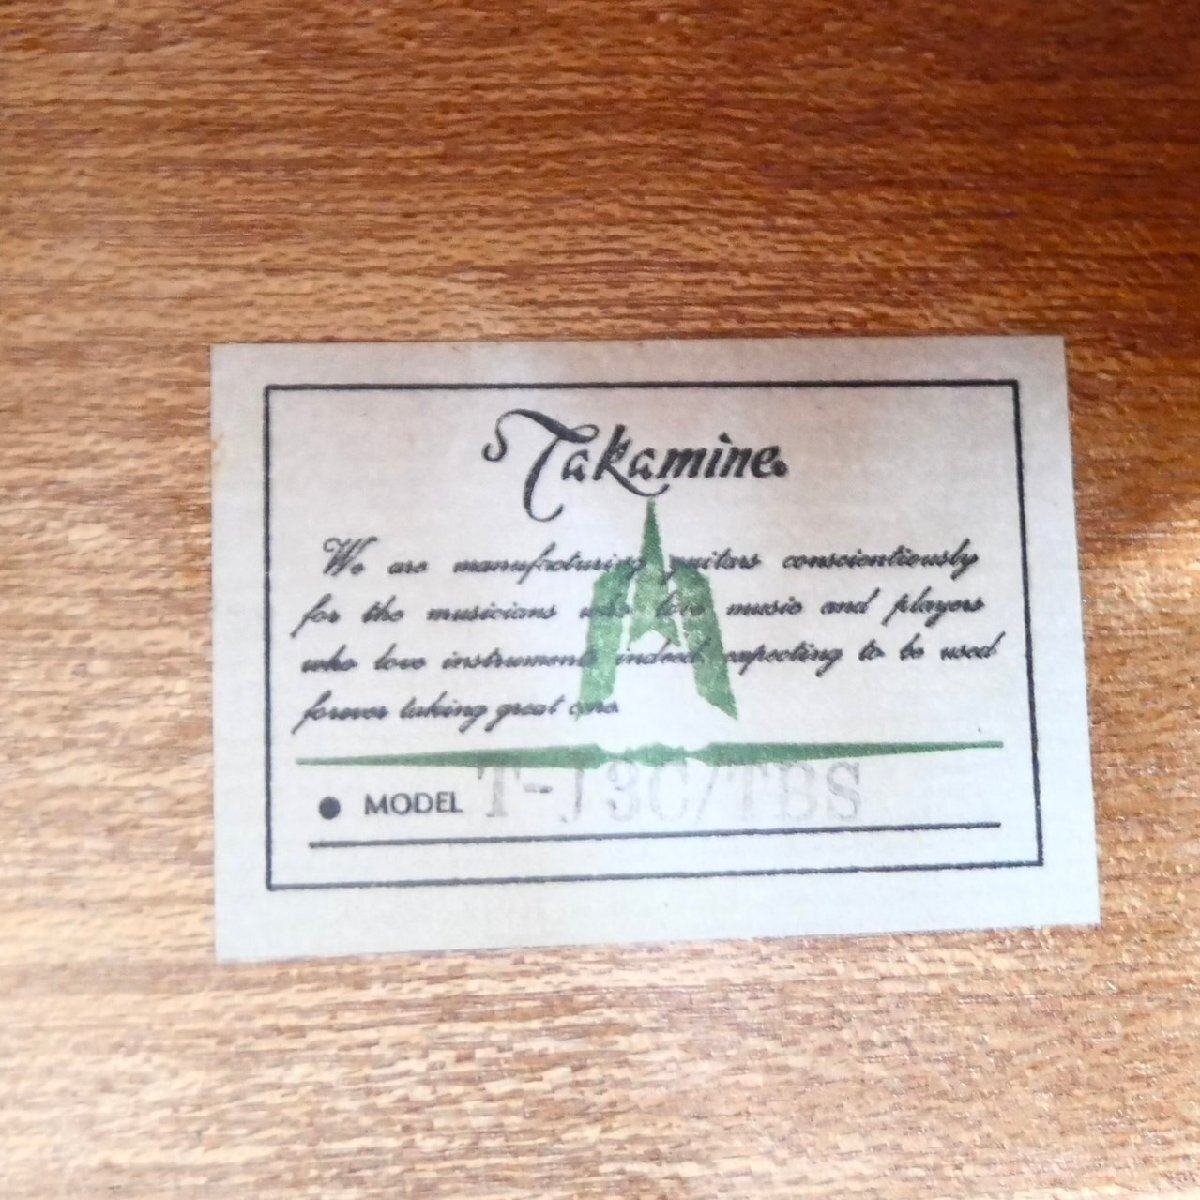 Takamine.
We are manufacturing guitars conscientiously
for the musicians who love music and players
who love instruments indeed expecting to be used
forever taking great care.
● MODEL T-J3C/TBS